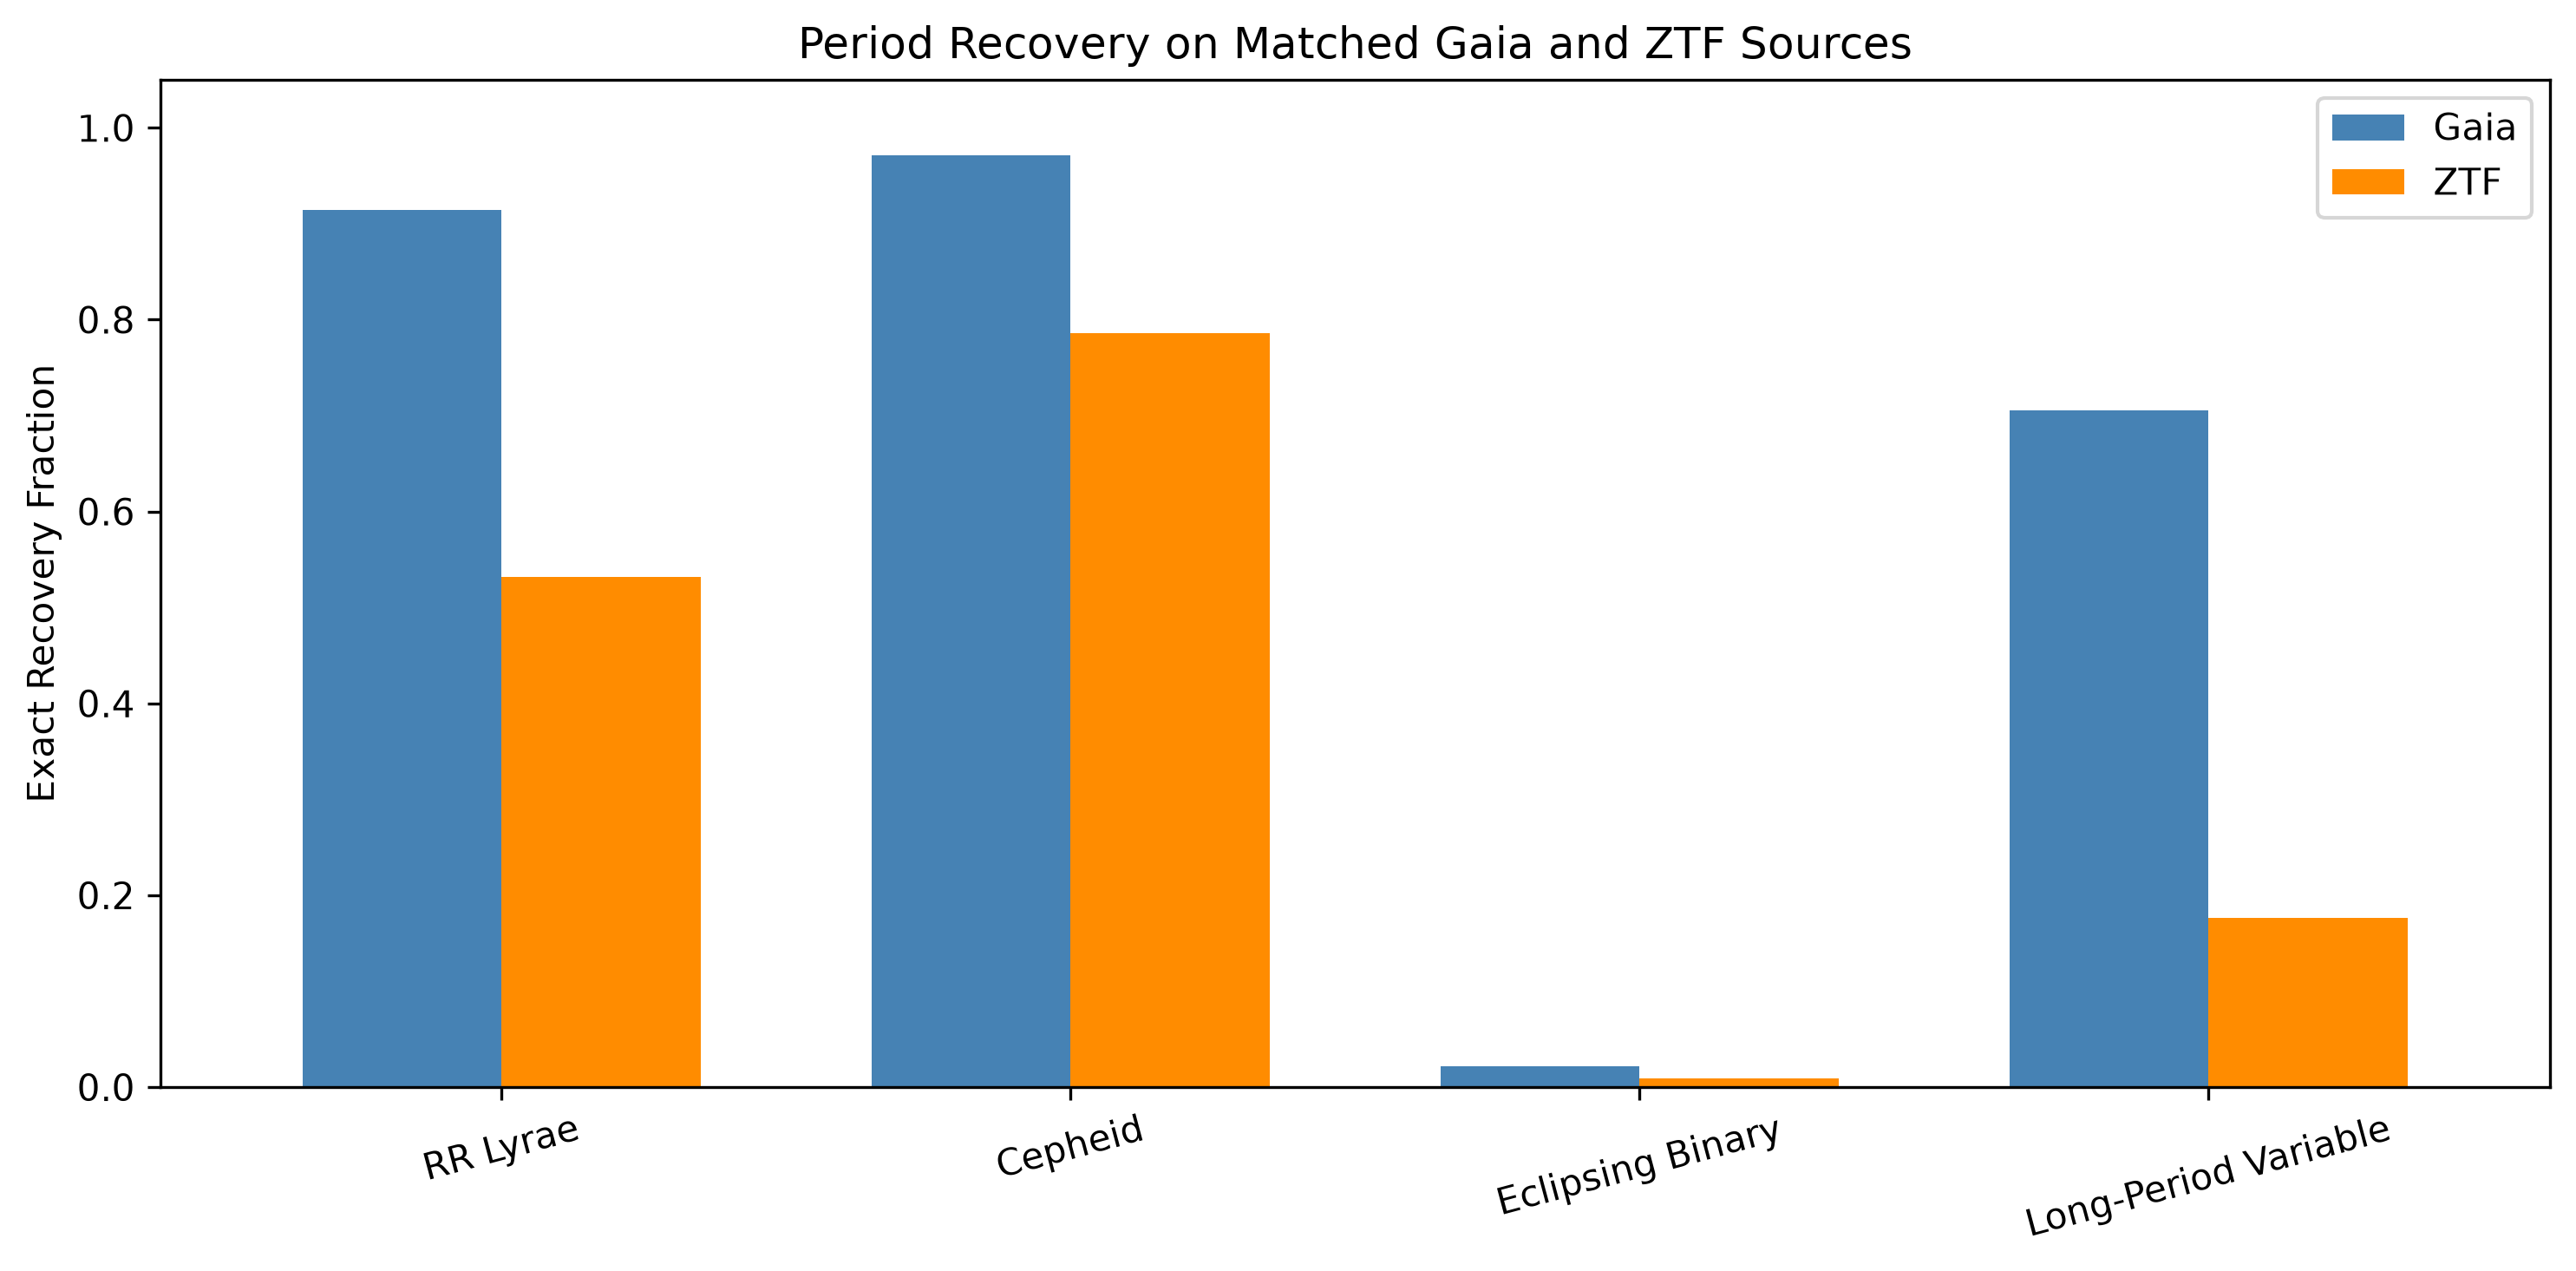 Period Recovery on Matched Gaia and ZTF Sources
Gaia
ZTF
Exact Recovery Fraction
1.0
0.8
0.6
0.4
0.2
0.0
RR Lyrae
Cepheid
Eclipsing Binary
Long-Period Variable